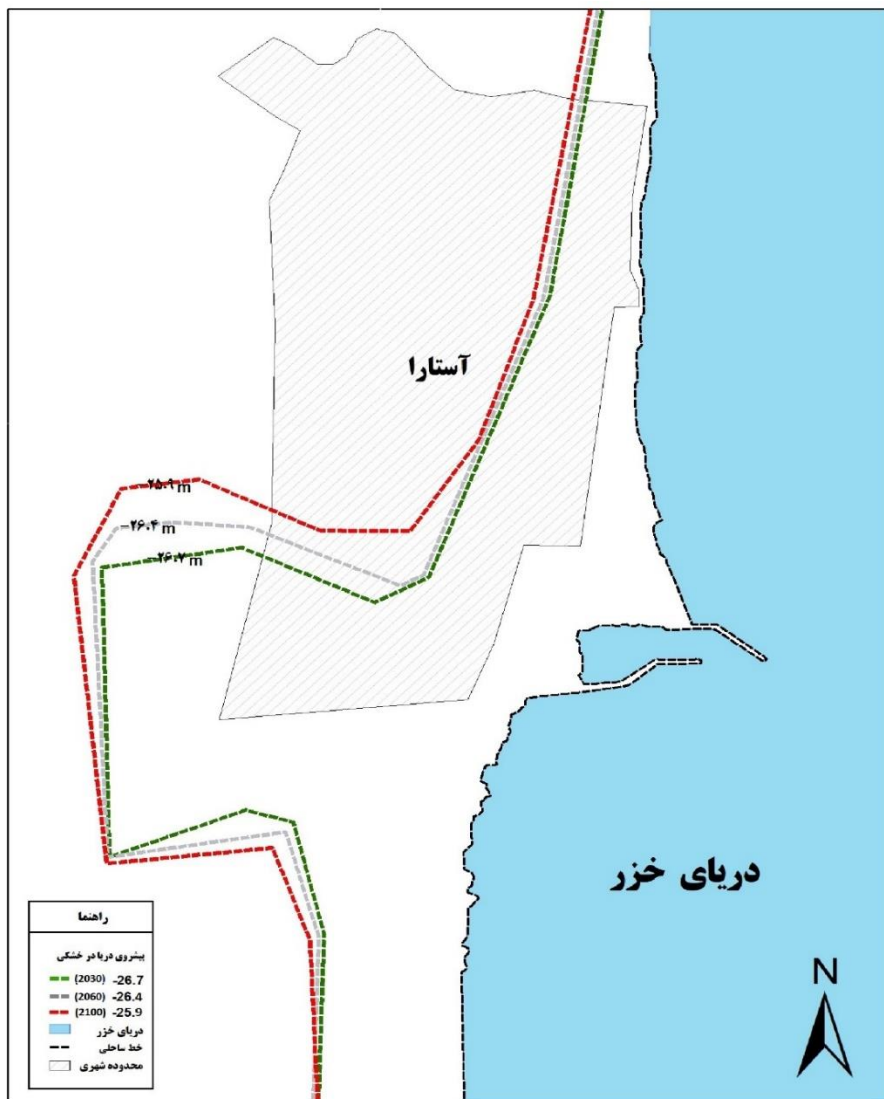 آستارا
-۲۵.۹ m
-۲۶.۴ m
-۲۶.۷ m
دریای خزر
N
راهنما
پیشروی دریا در خشکی
(2030) -26.7
(2060) -26.4
(2100) -25.9
دریای خزر
خط ساحلی
محدوده شهری